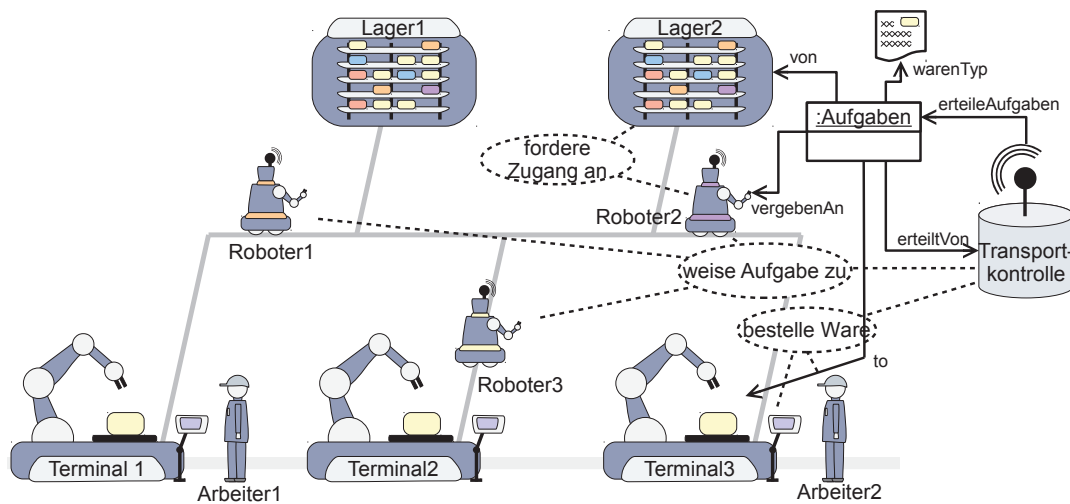 Lager1
Lager2
von
warenTyp
erteileAufgaben
:Aufgaben
fordere
Zugang an
vergebenAn
Roboter2
Roboter1
erteiltVon
Transport-
kontrolle
weise Aufgabe zu
bestelle Ware
to
Roboter3
Terminal 1
Terminal2
Terminal3
Arbeiter1
Arbeiter2